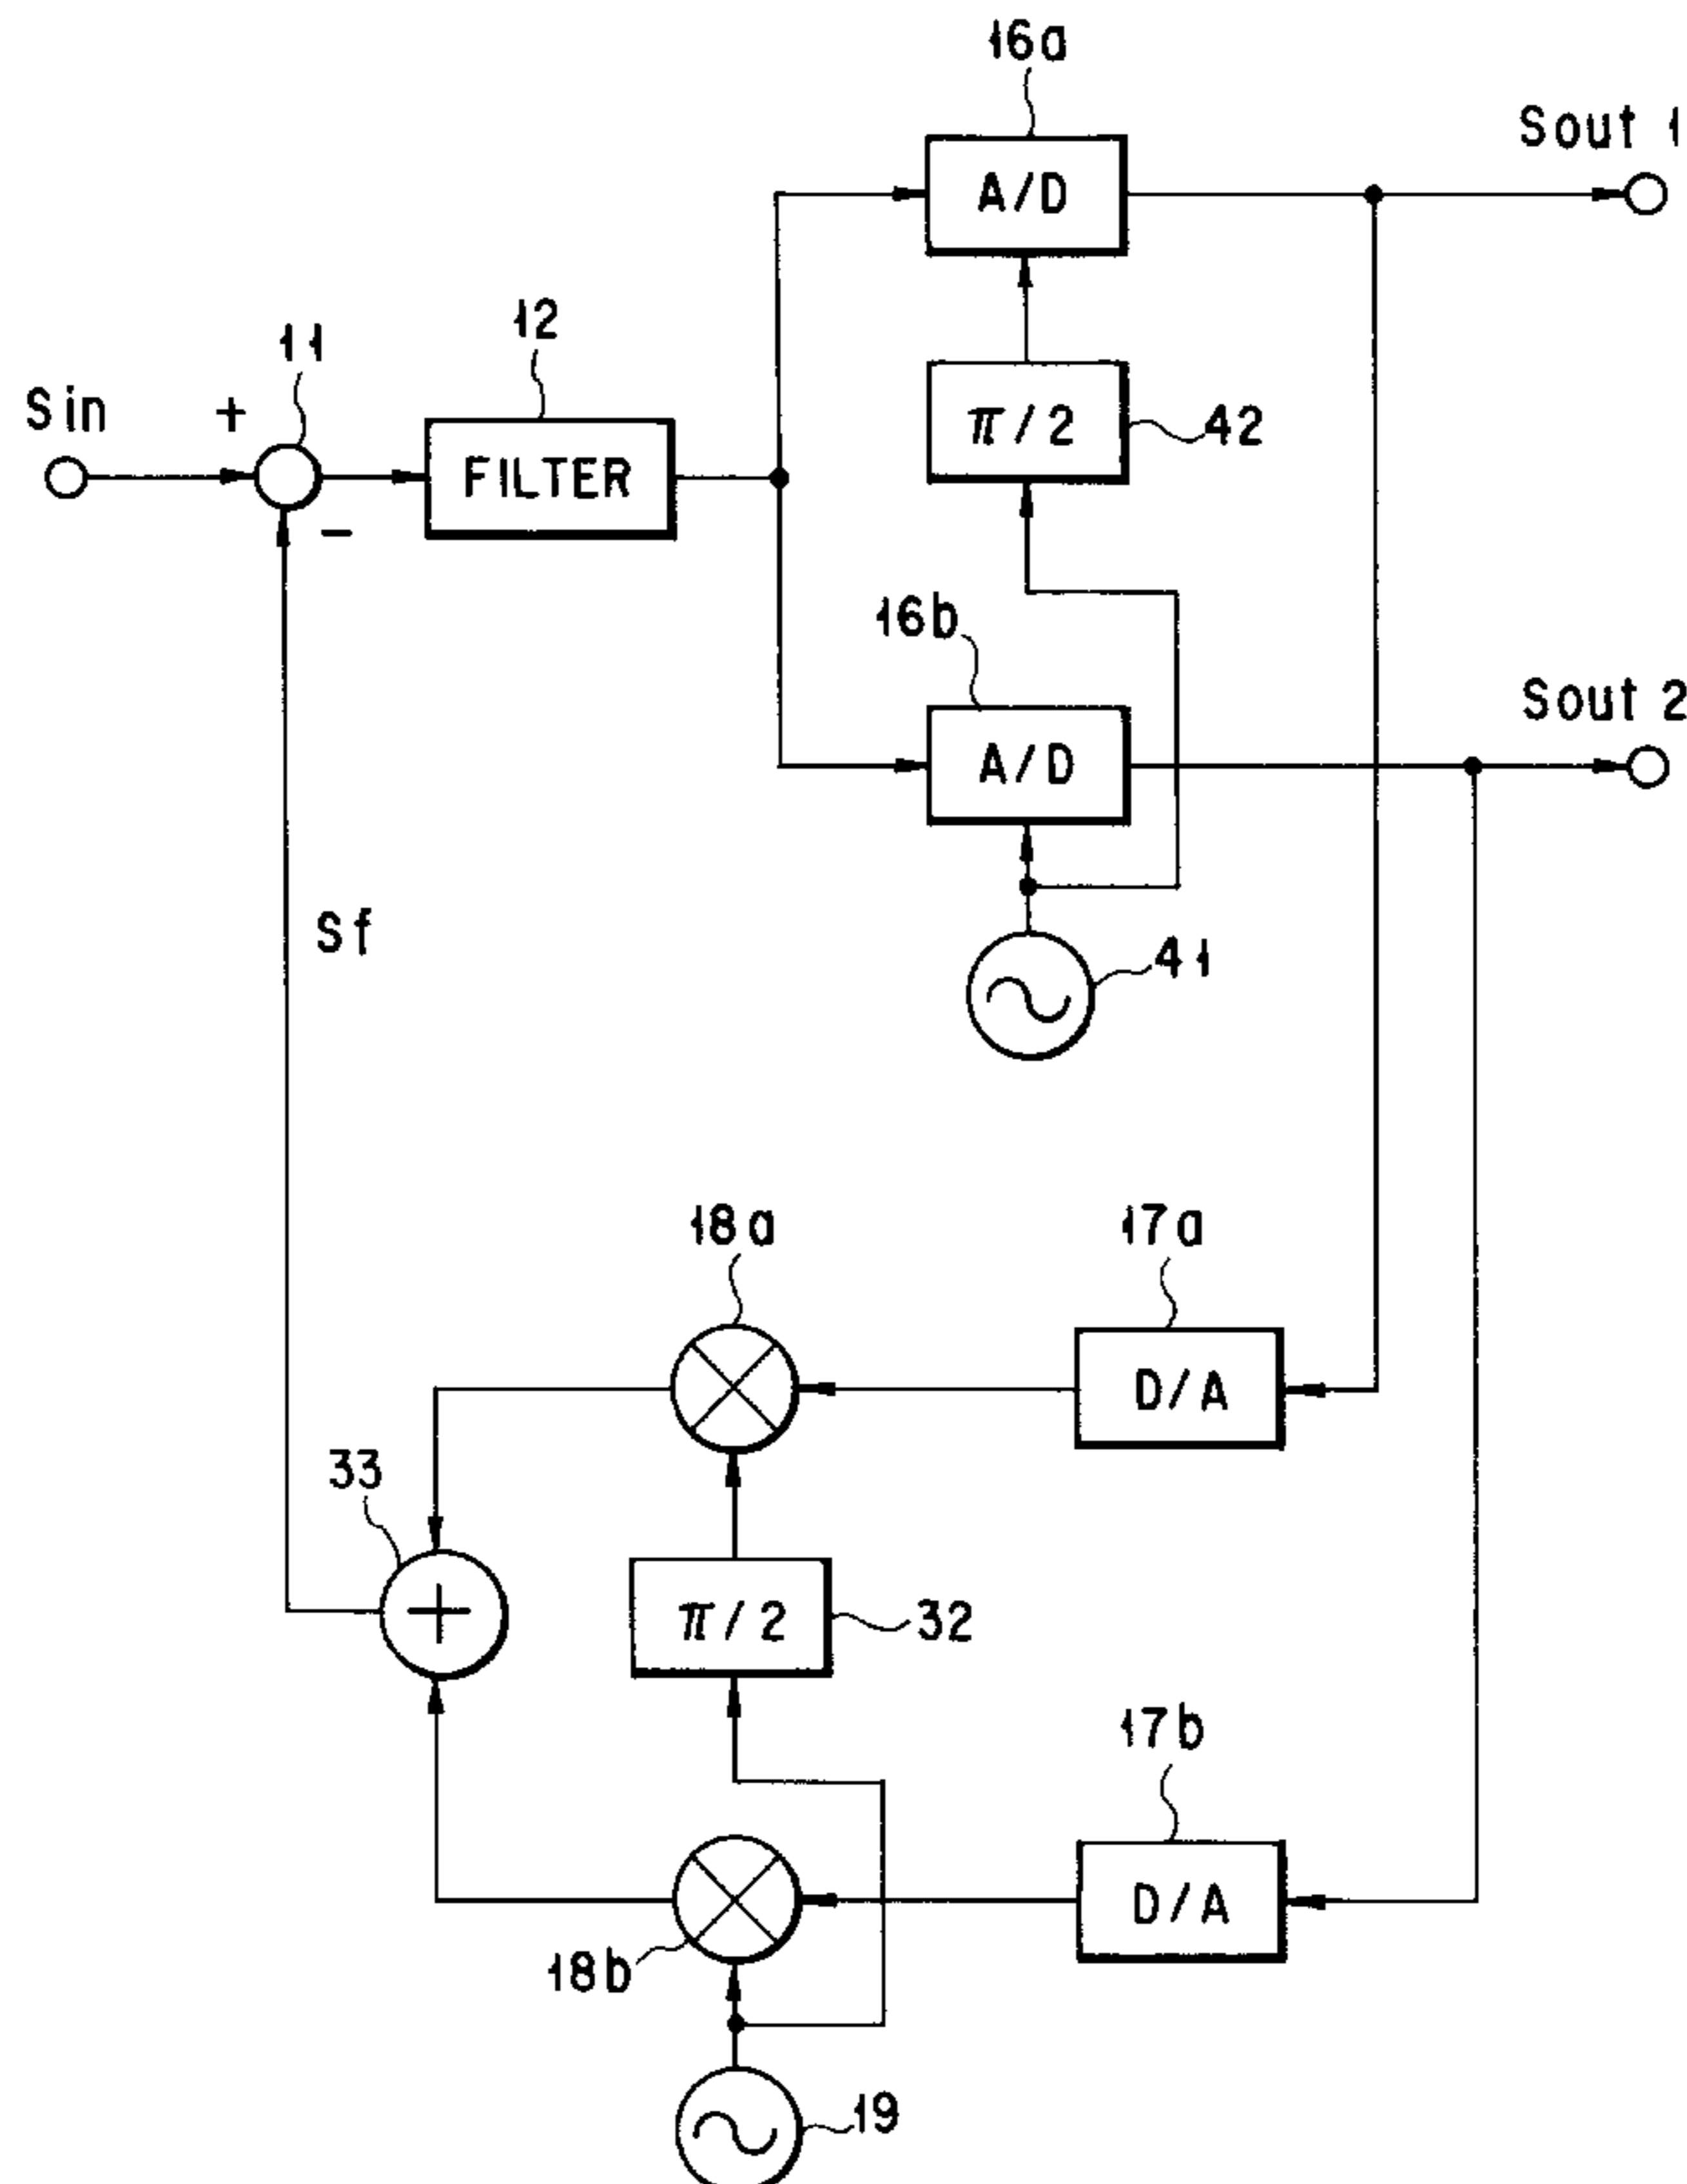 16a
Sout 1
A/D
12
11
Sin
+
FILTER
π/2
42
-
16b
Sout 2
A/D
Sf
41
18a
17a
D/A
33
+
π/2
32
17b
D/A
18b
19